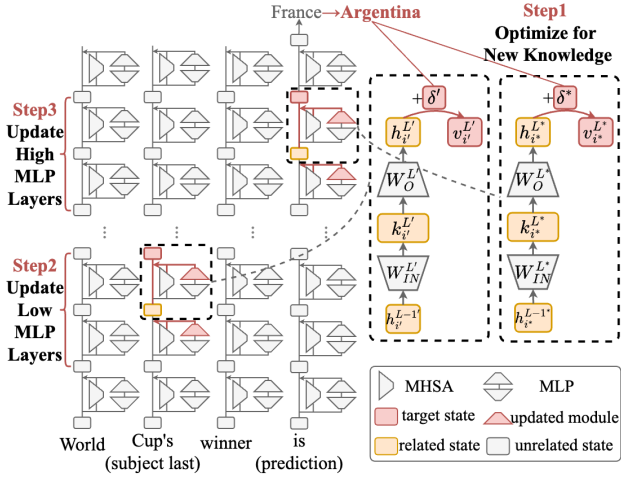 France→Argentina
Step1
Optimize for
New Knowledge
Step3
Update
High
MLP
Layers
Step2
Update
Low
MLP
Layers
+ δ′
h_{i′}^{L′}
v_{i′}^{L′}
W_O^{L′}
k_{i′}^{L′}
W_{IN}^{L′}
h_{i′}^{L-1′}
+ δ*
h_{i*}^{L*}
v_{i*}^{L*}
W_O^{L*}
k_{i*}^{L*}
W_{IN}^{L*}
h_{i*}^{L-1*}
... ... ... ...
MHSA MLP
target state updated module
related state unrelated state
World Cup's winner is
(subject last) (prediction)